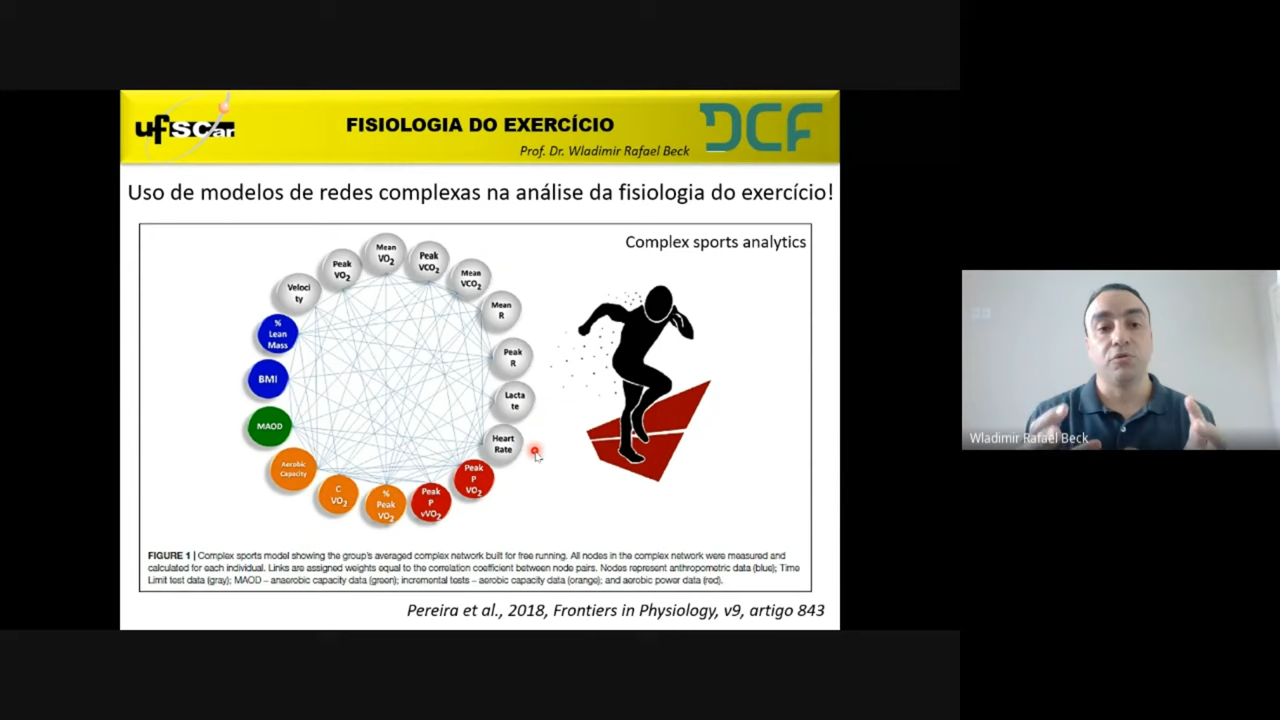 ufscar
FISIOLOGIA DO EXERCÍCIO
Prof. Dr. Wladimir Rafael Beck
DCF
Uso de modelos de redes complexas na análise da fisiologia do exercício!
Complex sports analytics
Mean
VO2
Peak
VCO2
Mean
VCO2
Mean
R
Peak
R
Lacta
te
Heart
Rate
Peak
P
VO2
Peak
P
vVO2
%
Peak
VO2
C
VO2
Aerobic
Capacity
MAOD
BMI
%
Lean
Mass
Veloci
ty
Peak
VO2
FIGURE 1 | Complex sports model showing the group's averaged complex network built for free running. All nodes in the complex network were measured and
calculated for each individual. Links are assigned weights equal to the correlation coefficient between node pairs. Nodes represent anthropometric data (blue); Time
Limit test data (gray); MAOD – anaerobic capacity data (green); incremental tests – aerobic capacity data (orange); and aerobic power data (red).
Pereira et al., 2018, Frontiers in Physiology, v9, artigo 843
Wladimir Rafael Beck